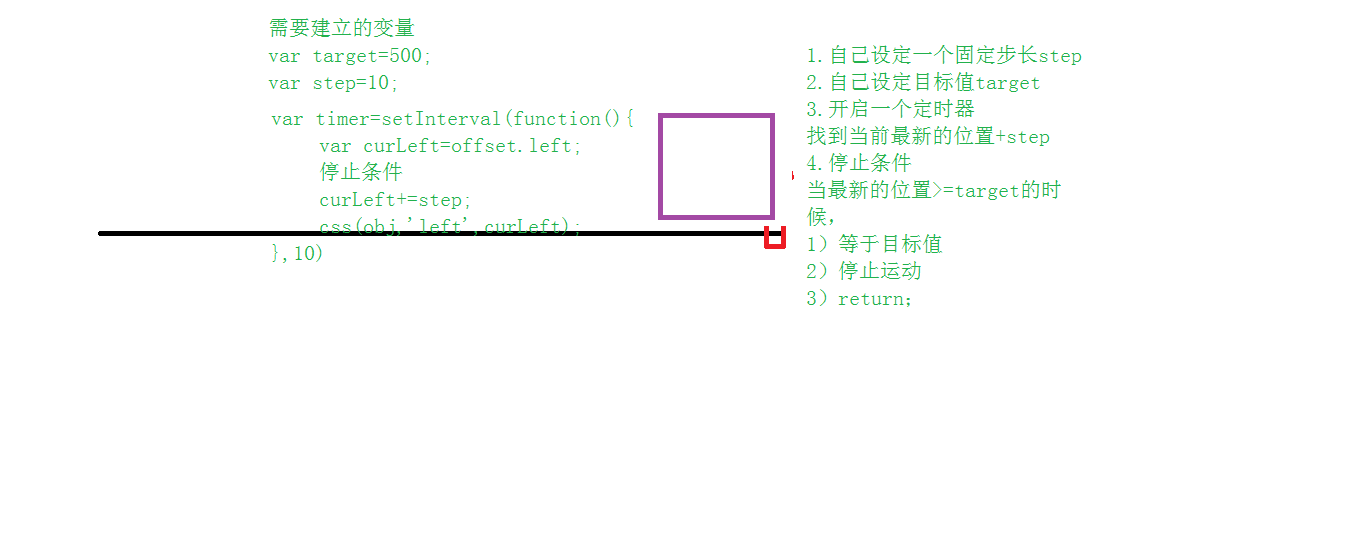 需要建立的变量
var target=500;
var step=10;
var timer=setInterval(function(){
var curLeft=offset.left;
停止条件
curLeft+=step;
css(obj,'left',curLeft);
},10)
1.自己设定一个固定步长step
2.自己设定目标值target
3.开启一个定时器
找到当前最新的位置+step
4.停止条件
当最新的位置>=target的时
候，
1）等于目标值
2）停止运动
3）return;